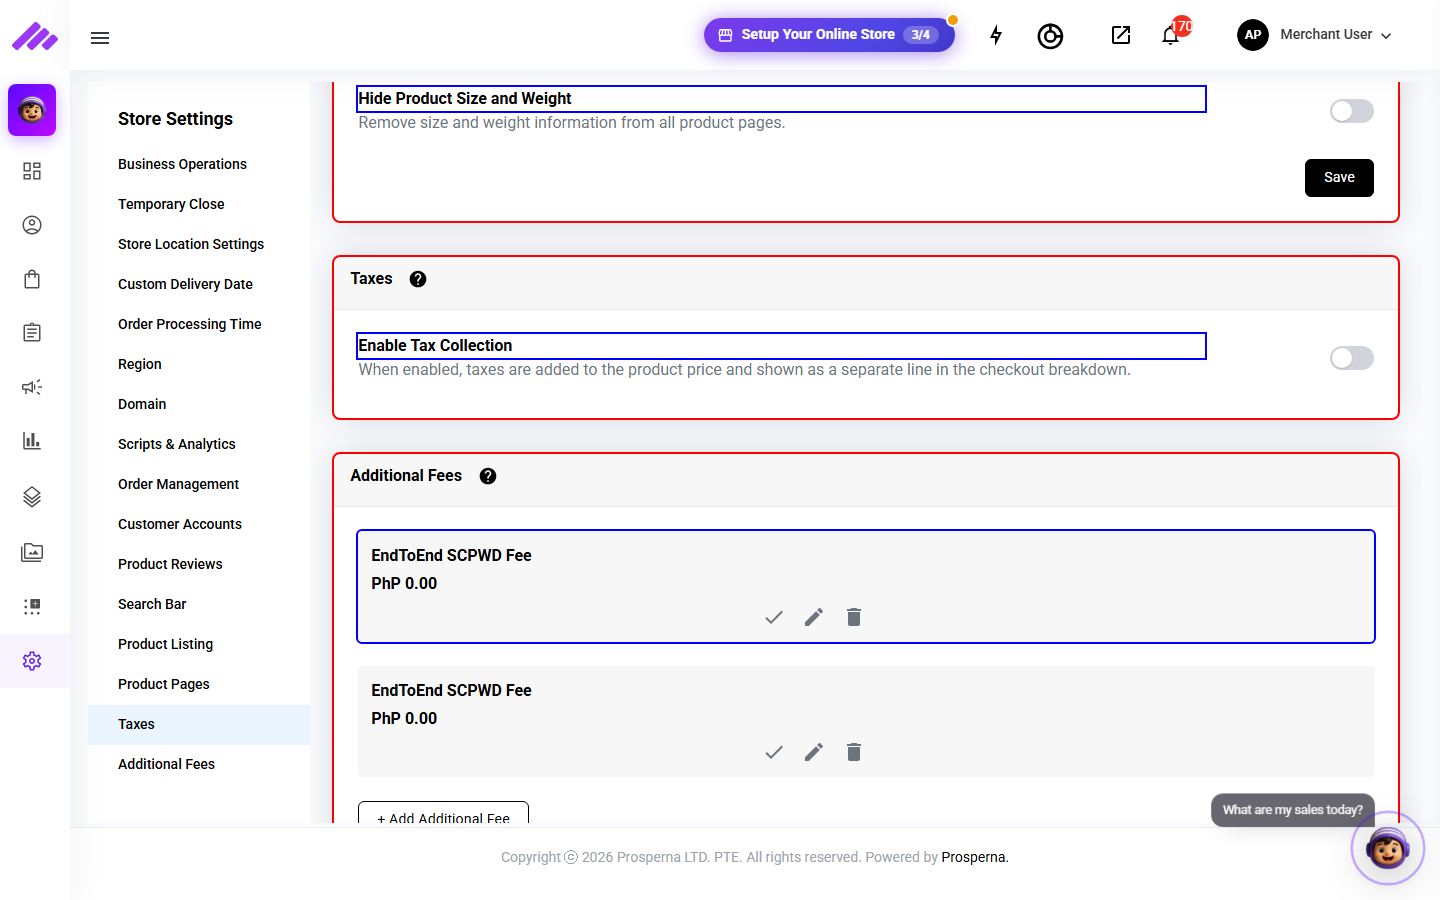 Setup Your Online Store 3/4
170
AP Merchant User
Store Settings
Business Operations
Temporary Close
Store Location Settings
Custom Delivery Date
Order Processing Time
Region
Domain
Scripts & Analytics
Order Management
Customer Accounts
Product Reviews
Search Bar
Product Listing
Product Pages
Taxes
Additional Fees
Hide Product Size and Weight
Remove size and weight information from all product pages.
Save
Taxes ?
Enable Tax Collection
When enabled, taxes are added to the product price and shown as a separate line in the checkout breakdown.
Additional Fees ?
EndToEnd SCPWD Fee
PhP 0.00
EndToEnd SCPWD Fee
PhP 0.00
+ Add Additional Fee
What are my sales today?
Copyright © 2026 Prosperna LTD. PTE. All rights reserved. Powered by Prosperna.